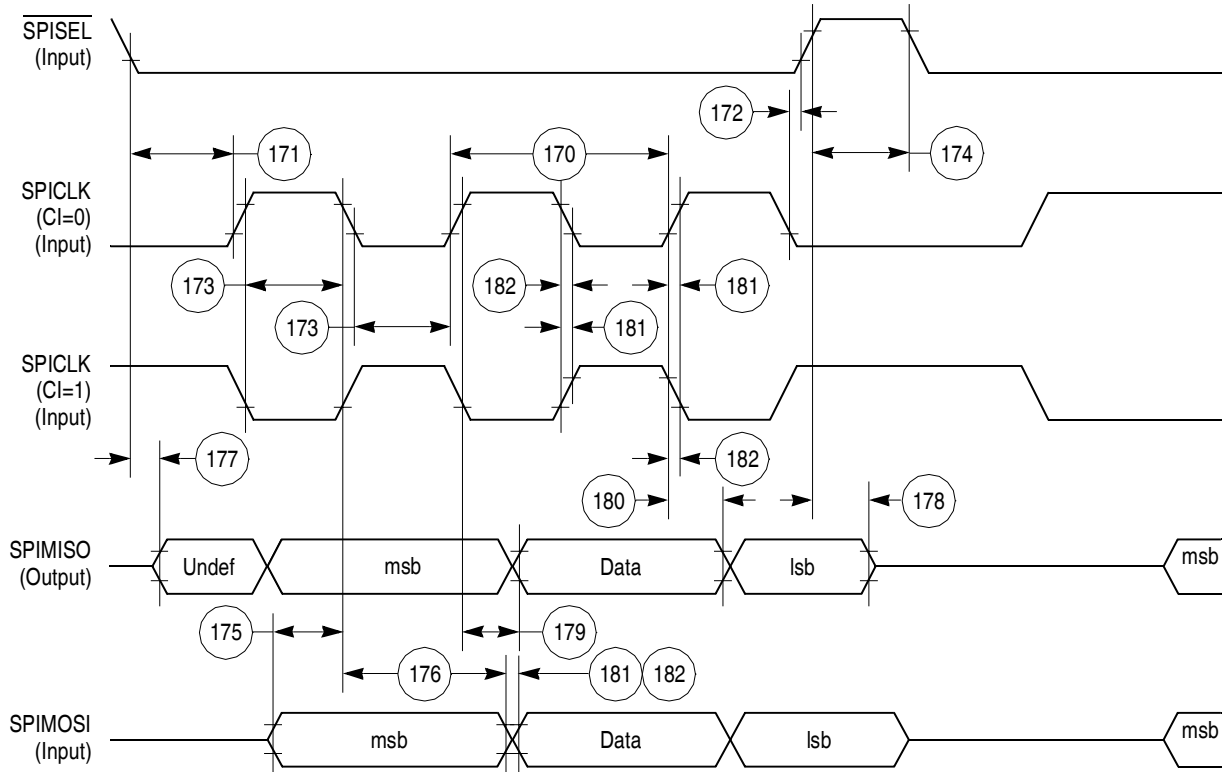 SPISEL
(Input)
172
171
170
174
SPICLK
(CI=0)
(Input)
173
182
181
173
181
SPICLK
(CI=1)
(Input)
177
182
180
178
SPIMISO
(Output)
Undef
msb
Data
lsb
msb
175
179
176
181
182
SPIMOSI
(Input)
msb
Data
lsb
msb